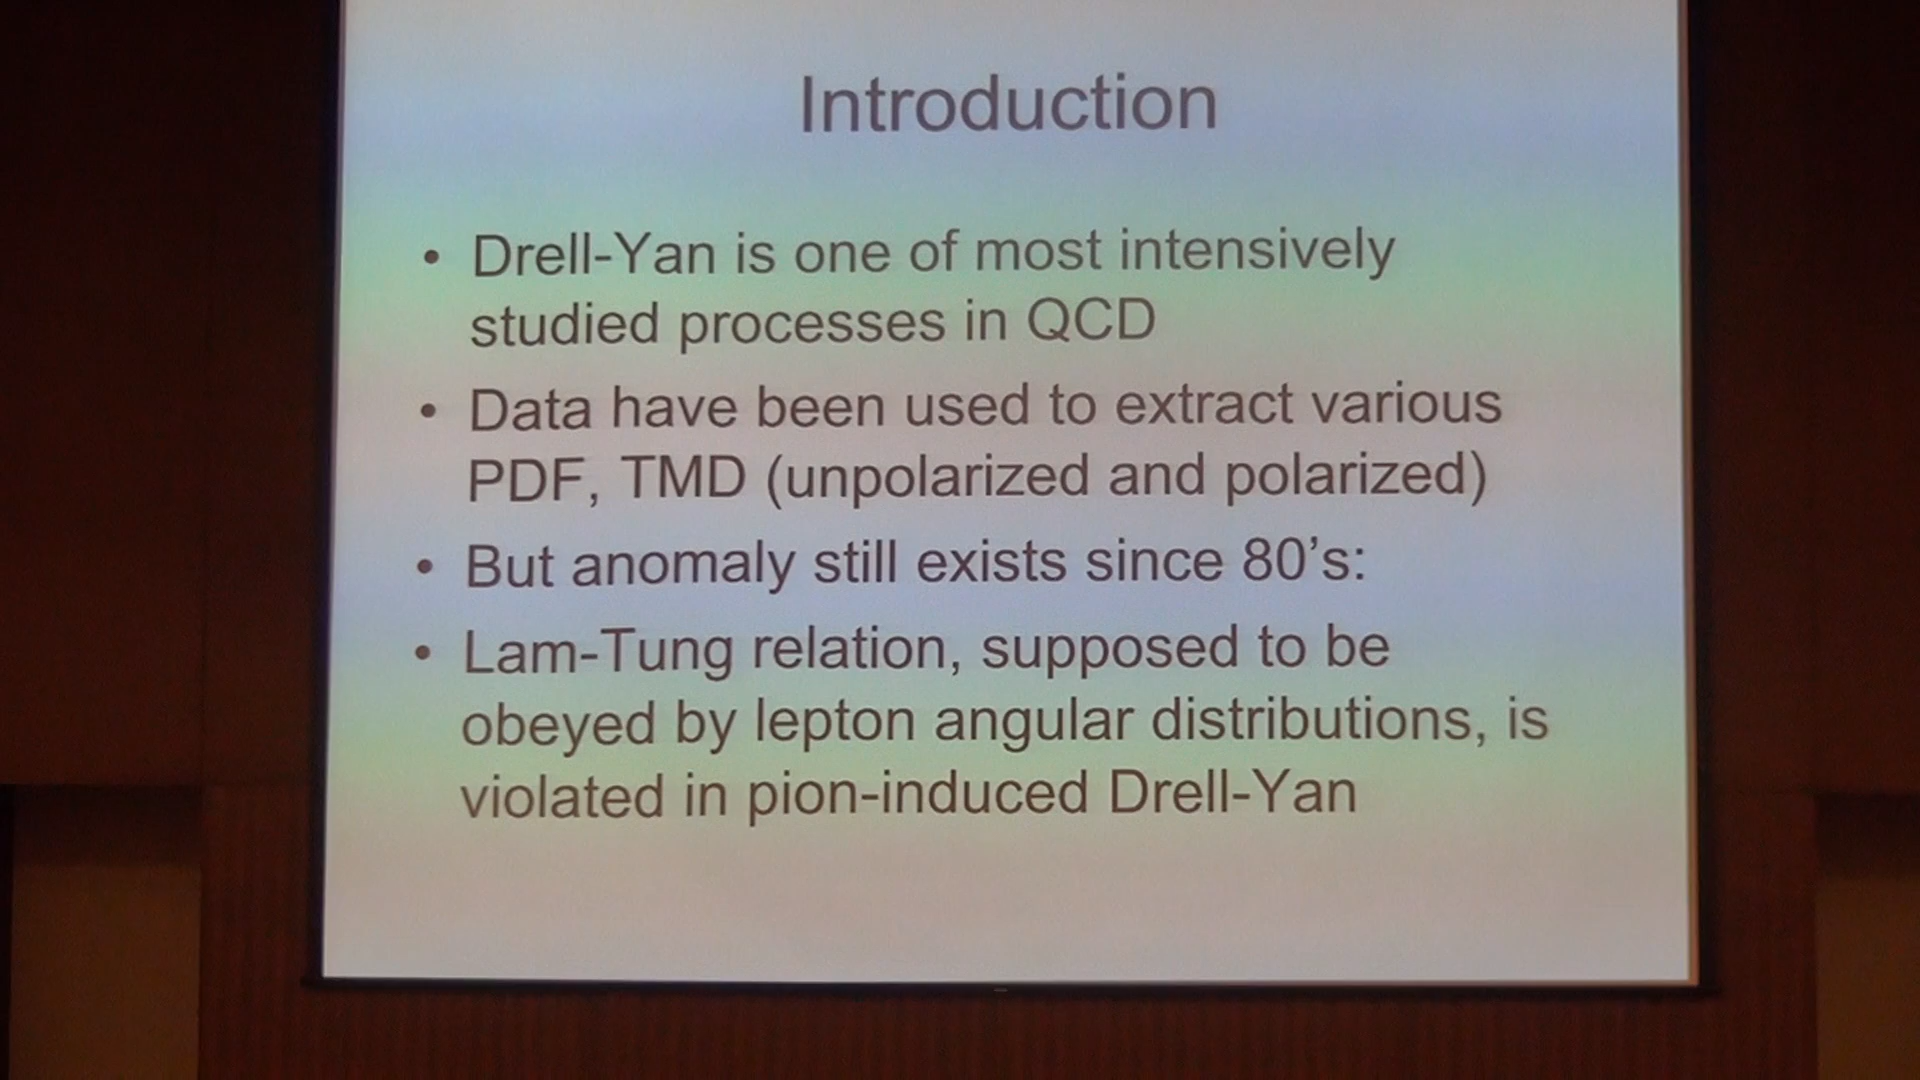 Introduction
• Drell-Yan is one of most intensively
studied processes in QCD
• Data have been used to extract various
PDF, TMD (unpolarized and polarized)
• But anomaly still exists since 80’s:
• Lam-Tung relation, supposed to be
obeyed by lepton angular distributions, is
violated in pion-induced Drell-Yan